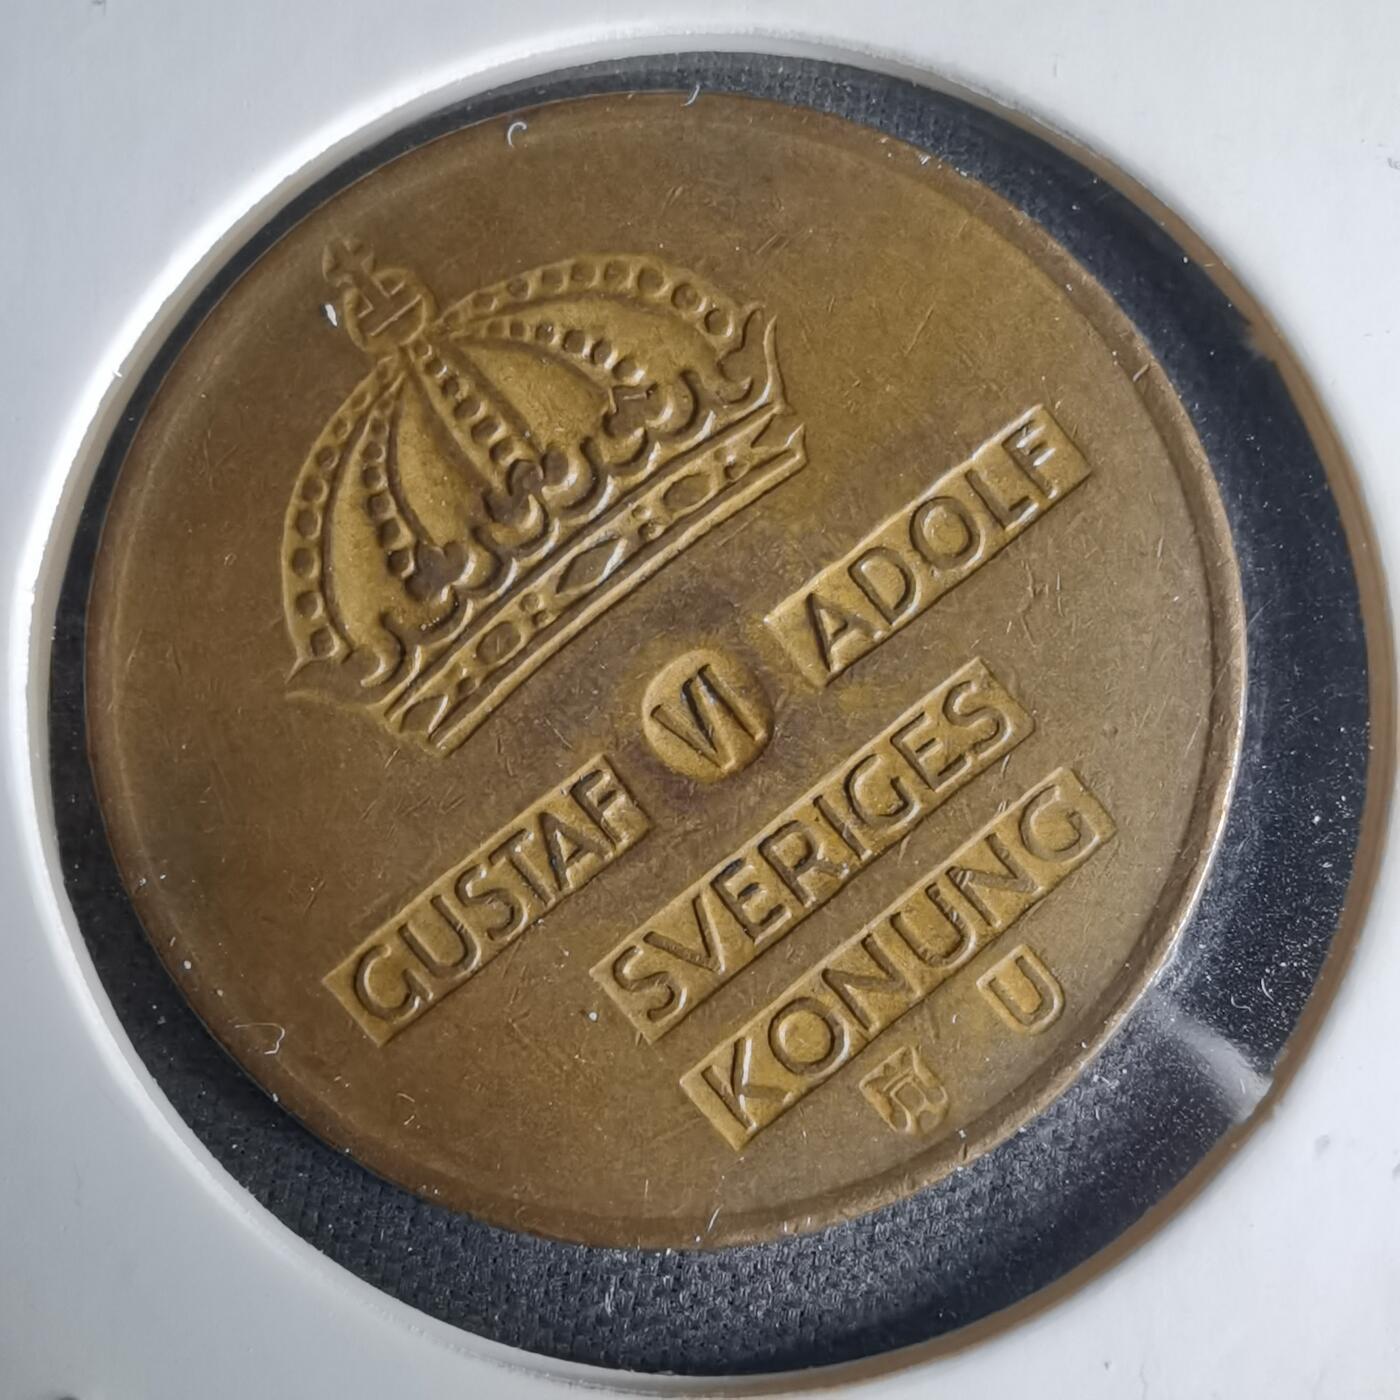 GUSTAF VI ADOLF
SVERIGES
KONUNG
U